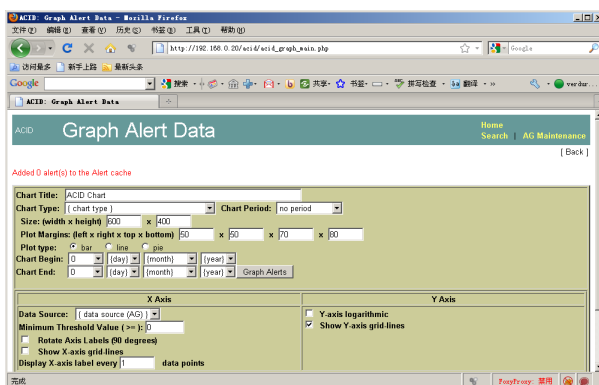 ACID: Graph Alert Data - Mozilla Firefox
文件(F) 编辑(E) 查看(V) 历史(S) 书签(B) 工具(T) 帮助(H)
http://192.168.0.20/acid/acid_graph_main.php Google
访问最多 新手上路 最新头条
Google 搜索 共享 书签 拼写检查 翻译 verdur...
ACID: Graph Alert Data
ACID Graph Alert Data
Home
Search | AG Maintenance
[ Back ]
Added 0 alert(s) to the Alert cache
Chart Title: ACID Chart
Chart Type: { chart type } Chart Period: no period
Size: (width x height) 600 x 400
Plot Margins: (left x right x top x bottom) 50 x 50 x 70 x 80
Plot type: bar line pie
Chart Begin: 0 {day} {month} {year}
Chart End: 0 {day} {month} {year} Graph Alerts
X Axis Y Axis
Data Source: { data source (AG) } Y-axis logarithmic
Minimum Threshold Value ( >= ): 0 Show Y-axis grid-lines
Rotate Axis Labels (90 degrees)
Show X-axis grid-lines
Display X-axis label every 1 data points
完成 FoxyProxy: 禁用